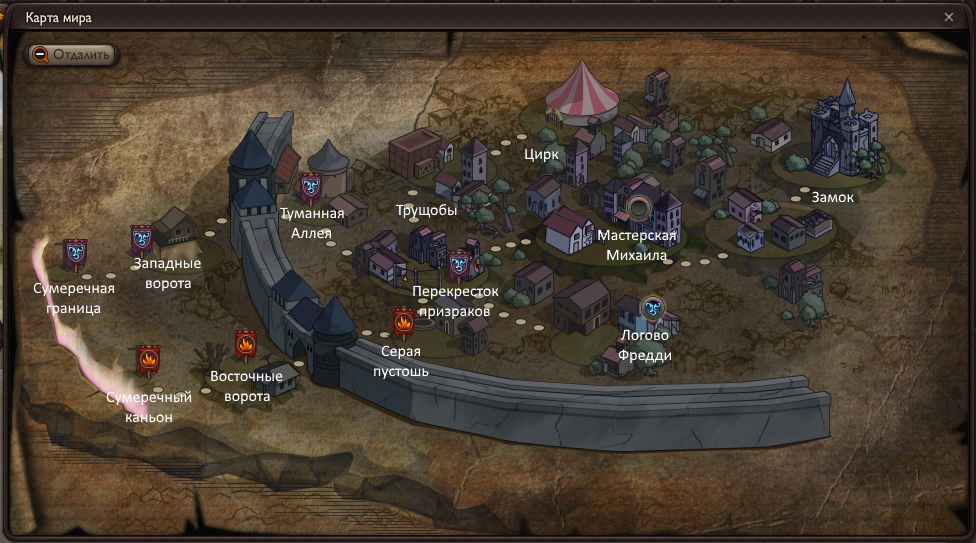 Карта мира
Отдалить
Цирк
Замок
Туманная
Аллея
Трущобы
Мастерская
Михаила
Западные
ворота
Сумеречная
граница
Перекресток
призраков
Логово
Фредди
Серая
пустошь
Восточные
ворота
Сумеречный
каньон